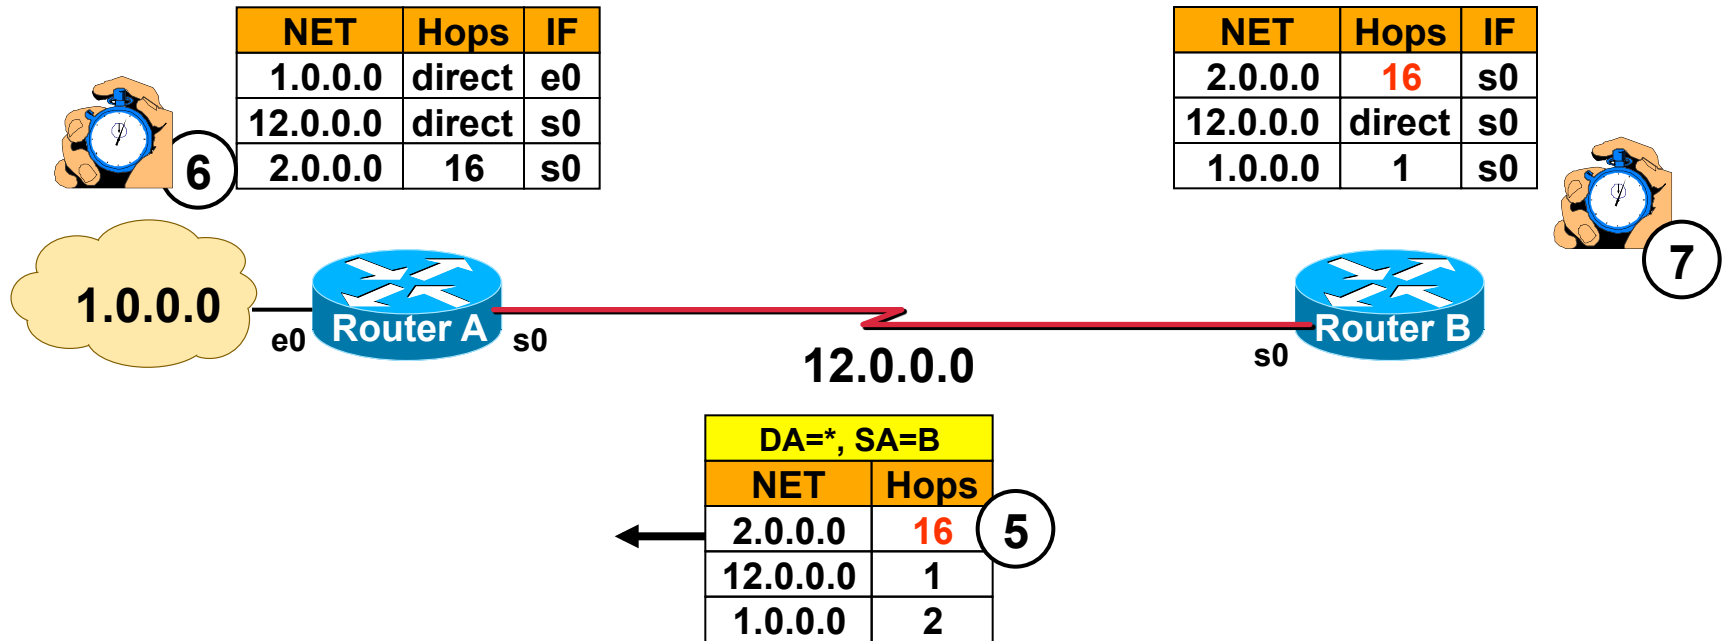 NET Hops IF
1.0.0.0 direct e0
12.0.0.0 direct s0
2.0.0.0 16 s0
6
NET Hops IF
2.0.0.0 16 s0
12.0.0.0 direct s0
1.0.0.0 1 s0
7
1.0.0.0
e0
Router A
s0
12.0.0.0
s0
Router B
DA=*, SA=B
NET Hops
2.0.0.0 16
12.0.0.0 1
1.0.0.0 2
5